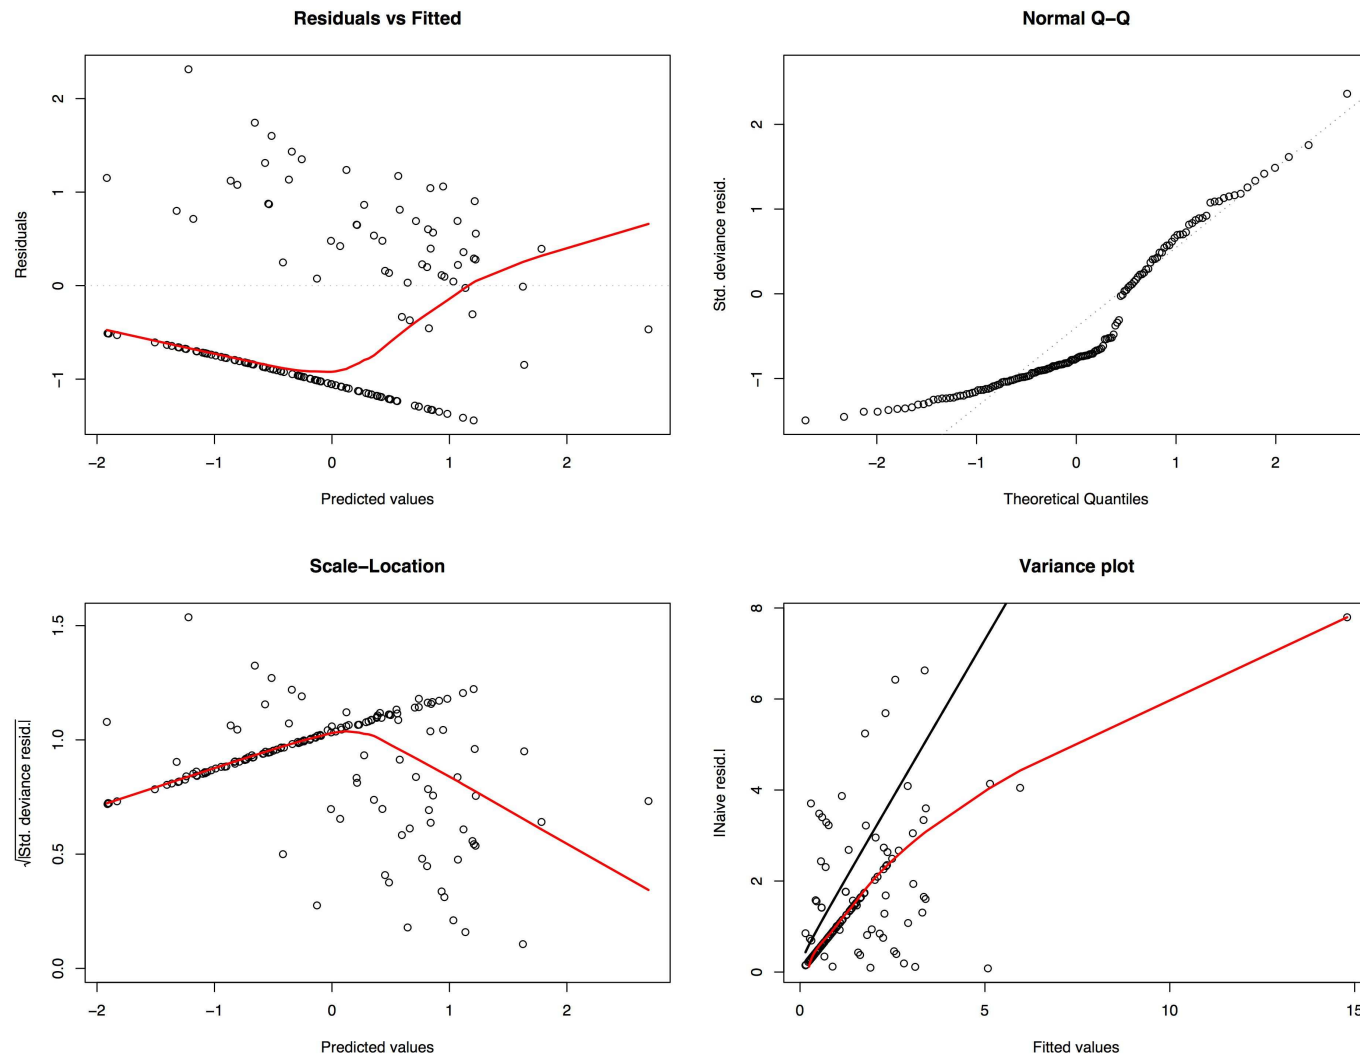 Residuals vs Fitted
Residuals
2
1
0
−1
−2 −1 0 1 2
Predicted values
Normal Q−Q
Std. deviance resid.
2
1
0
−1
−2 −1 0 1 2
Theoretical Quantiles
Scale−Location
√|Std. deviance resid.|
1.5
1.0
0.5
0.0
−2 −1 0 1 2
Predicted values
Variance plot
|Naive resid.|
8
6
4
2
0
0 5 10 15
Fitted values